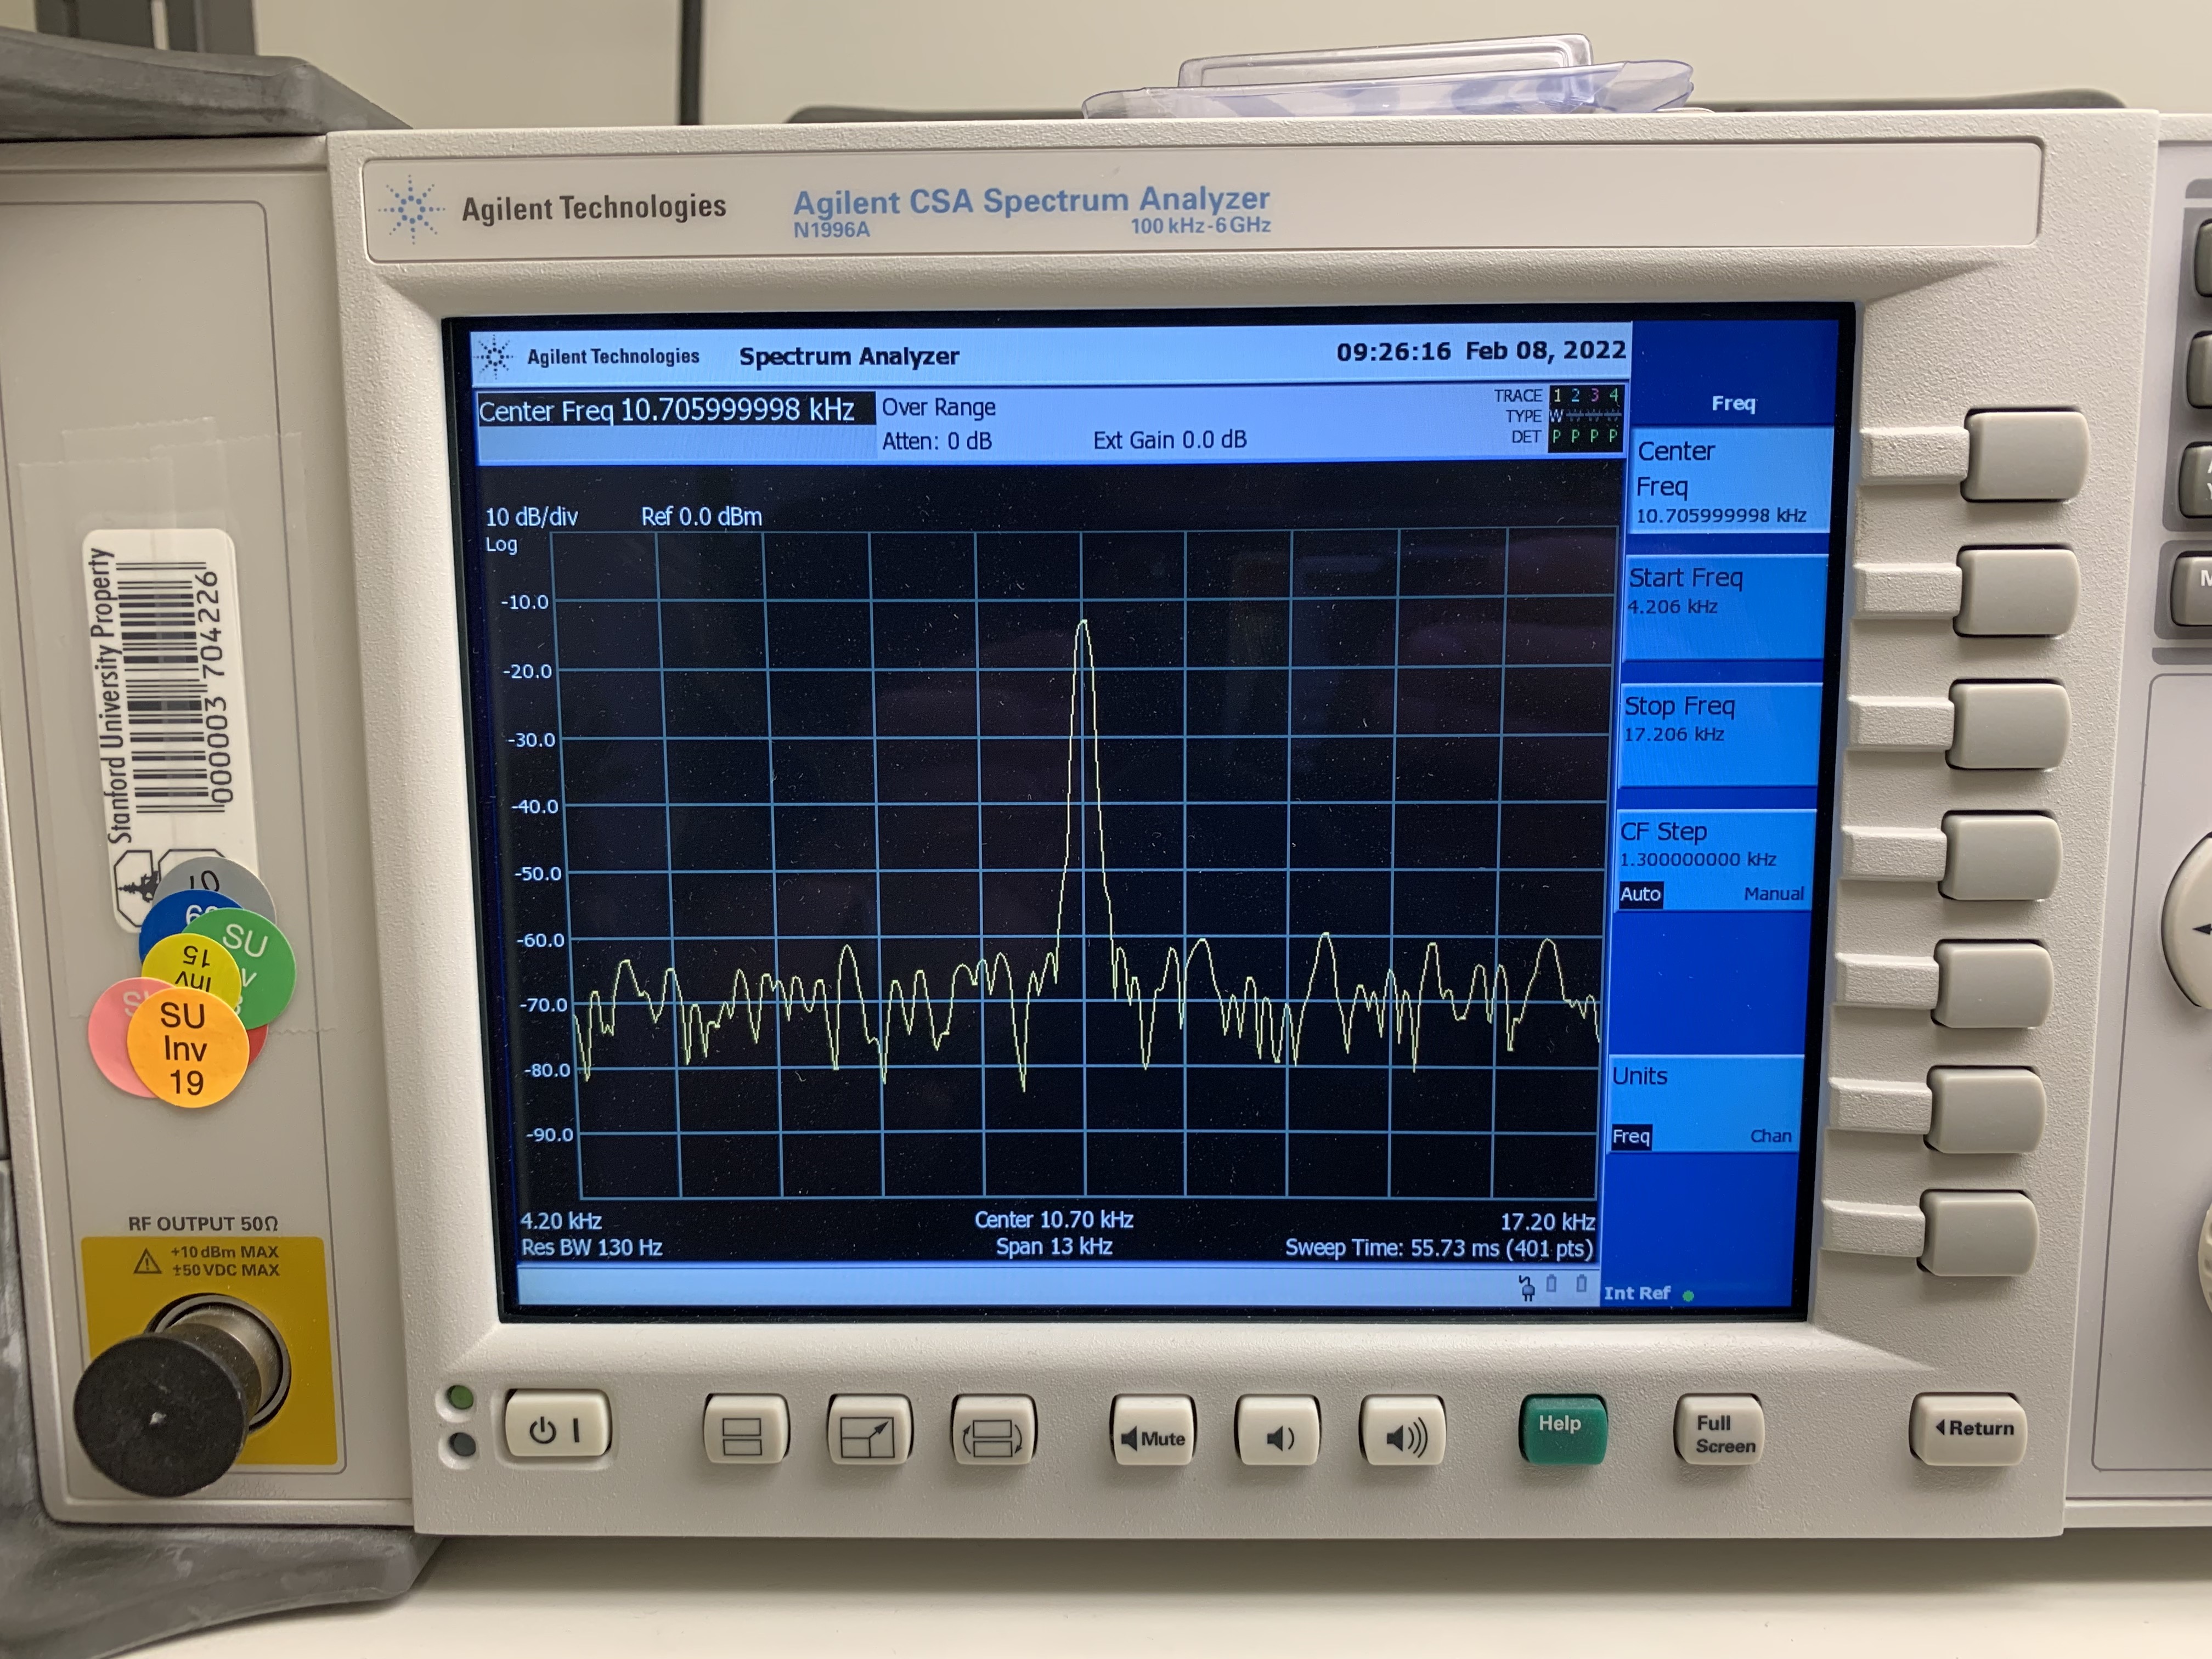 Agilent Technologies
Agilent CSA Spectrum Analyzer
N1996A
100 kHz-6 GHz
Agilent Technologies Spectrum Analyzer 09:26:16 Feb 08, 2022
Center Freq 10.705999998 kHz
Over Range
Atten: 0 dB
Ext Gain 0.0 dB
TRACE 1 2 3 4
TYPE W W W W
DET P P P P
10 dB/div Ref 0.0 dBm
Log
-10.0
-20.0
-30.0
-40.0
-50.0
-60.0
-70.0
-80.0
-90.0
4.20 kHz Center 10.70 kHz 17.20 kHz
Res BW 130 Hz Span 13 kHz Sweep Time: 55.73 ms (401 pts)
Freq
Center
Freq
10.705999998 kHz
Start Freq
4.206 kHz
Stop Freq
17.206 kHz
CF Step
1.300000000 kHz
Auto Manual
Units
Freq Chan
Int Ref
Stanford University Property
000003 704226
SU
15
Inv
SU
Inv
19
RF OUTPUT 50Ω
+10 dBm MAX
±50 VDC MAX
Mute
Help
Full
Screen
Return